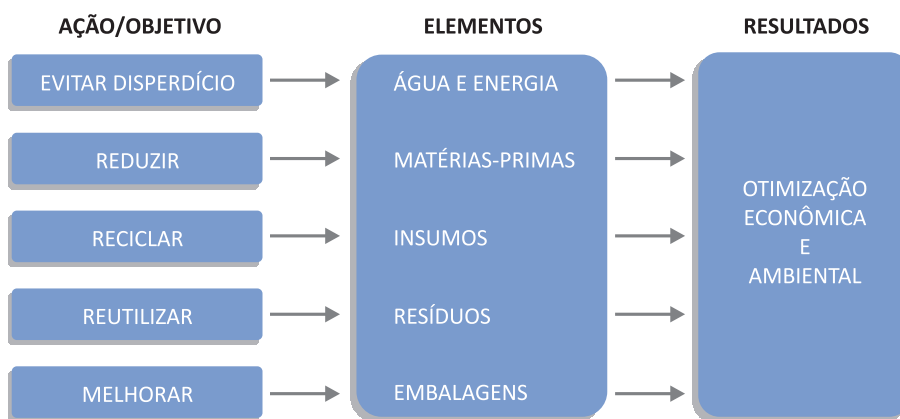 AÇÃO/OBJETIVO
ELEMENTOS
RESULTADOS
EVITAR DISPERDÍCIO
ÁGUA E ENERGIA
REDUZIR
MATÉRIAS-PRIMAS
RECICLAR
INSUMOS
REUTILIZAR
RESÍDUOS
MELHORAR
EMBALAGENS
OTIMIZAÇÃO
ECONÔMICA
E
AMBIENTAL